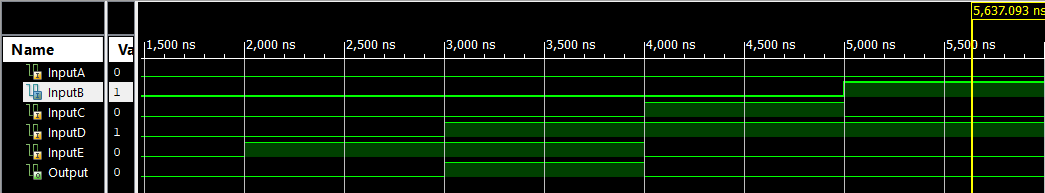 5,637.093 ns
Name Va
1,500 ns 2,000 ns 2,500 ns 3,000 ns 3,500 ns 4,000 ns 4,500 ns 5,000 ns 5,500 ns
InputA 0
InputB 1
InputC 0
InputD 1
InputE 0
Output 0